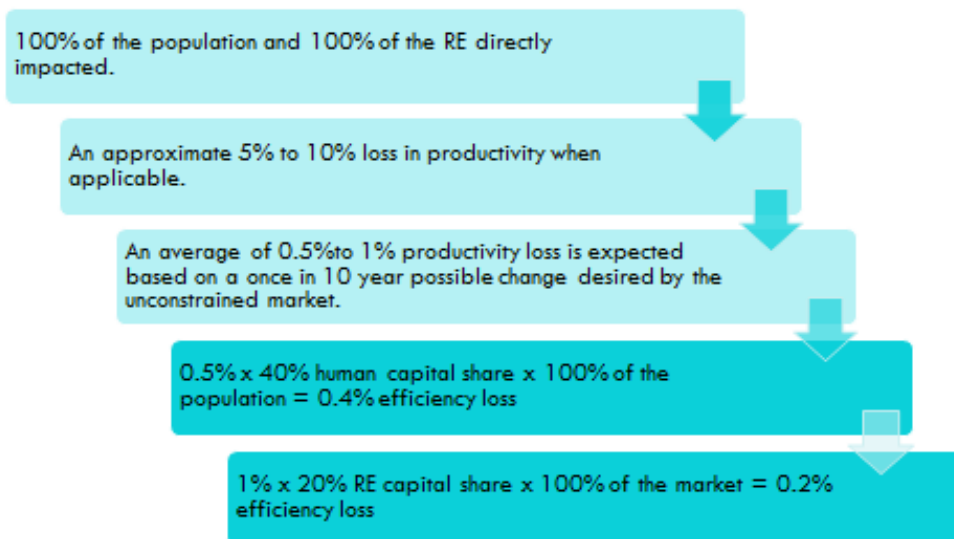 100% of the population and 100% of the RE directly
impacted.
An approximate 5% to 10% loss in productivity when
applicable.
An average of 0.5%to 1% productivity loss is expected
based on a once in 10 year possible change desired by the
unconstrained market.
0.5% x 40% human capital share x 100% of the
population = 0.4% efficiency loss
1% x 20% RE capital share x 100% of the market = 0.2%
efficiency loss